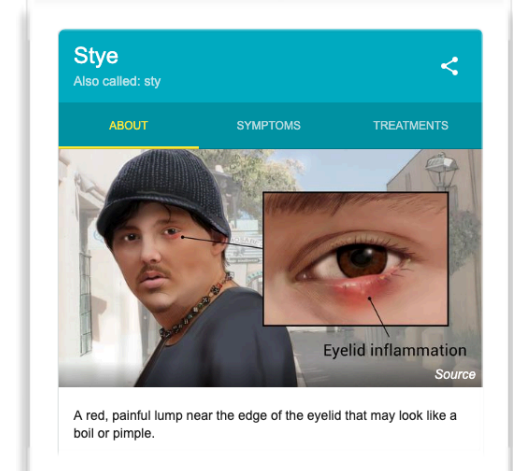 Stye
Also called: sty
ABOUT SYMPTOMS TREATMENTS
Eyelid inflammation
Source
A red, painful lump near the edge of the eyelid that may look like a
boil or pimple.